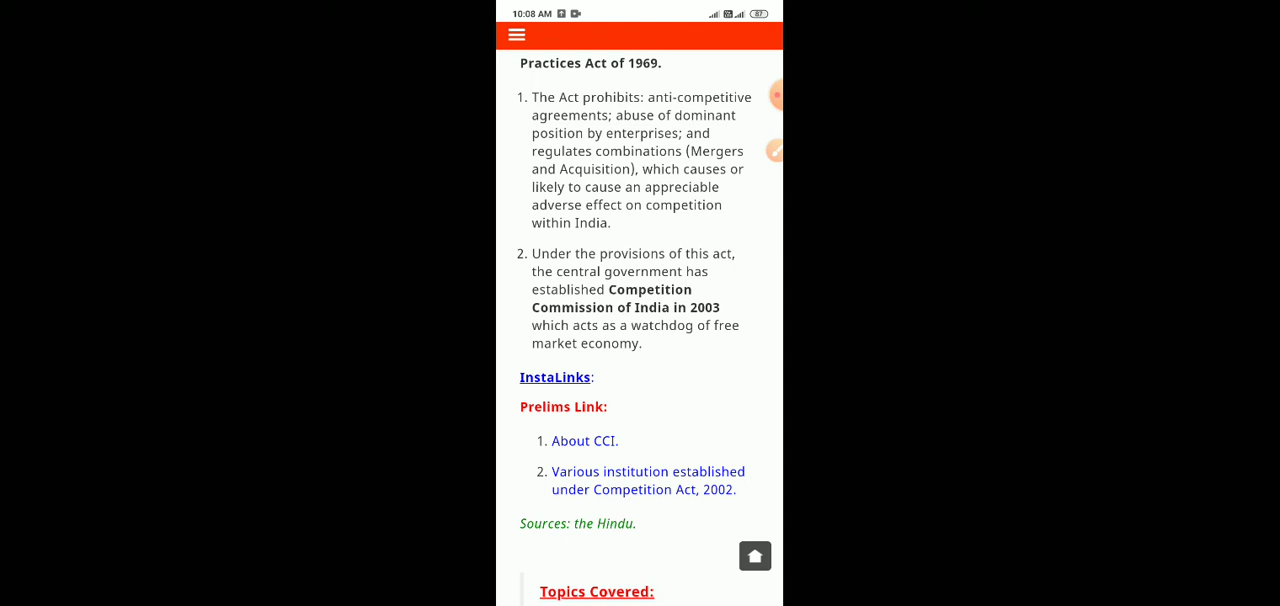 10:08 AM
87
Practices Act of 1969.
1. The Act prohibits: anti-competitive
agreements; abuse of dominant
position by enterprises; and
regulates combinations (Mergers
and Acquisition), which causes or
likely to cause an appreciable
adverse effect on competition
within India.
2. Under the provisions of this act,
the central government has
established Competition
Commission of India in 2003
which acts as a watchdog of free
market economy.
InstaLinks:
Prelims Link:
1. About CCI.
2. Various institution established
under Competition Act, 2002.
Sources: the Hindu.
Topics Covered: